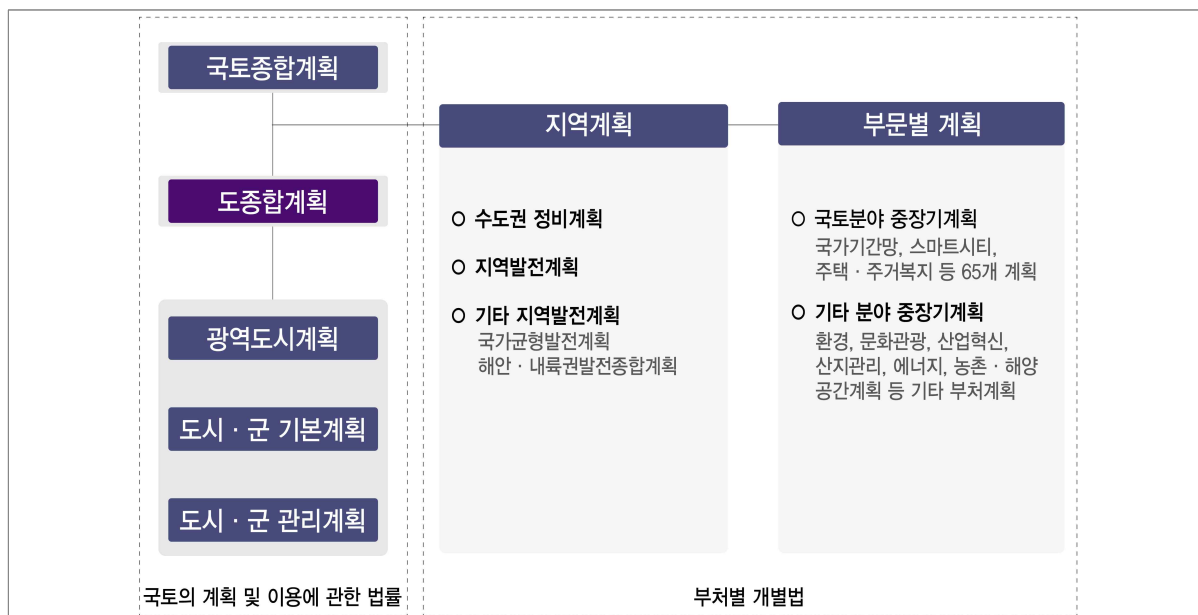 국토종합계획
도종합계획
광역도시계획
도시 · 군 기본계획
도시 · 군 관리계획
국토의 계획 및 이용에 관한 법률
지역계획
수도권 정비계획
지역발전계획
기타 지역발전계획
국가균형발전계획
해안 · 내륙권발전종합계획
부문별 계획
국토분야 중장기계획
국가기간망, 스마트시티,
주택 · 주거복지 등 65개 계획
기타 분야 중장기계획
환경, 문화관광, 산업혁신,
산지관리, 에너지, 농촌 · 해양
공간계획 등 기타 부처계획
부처별 개별법